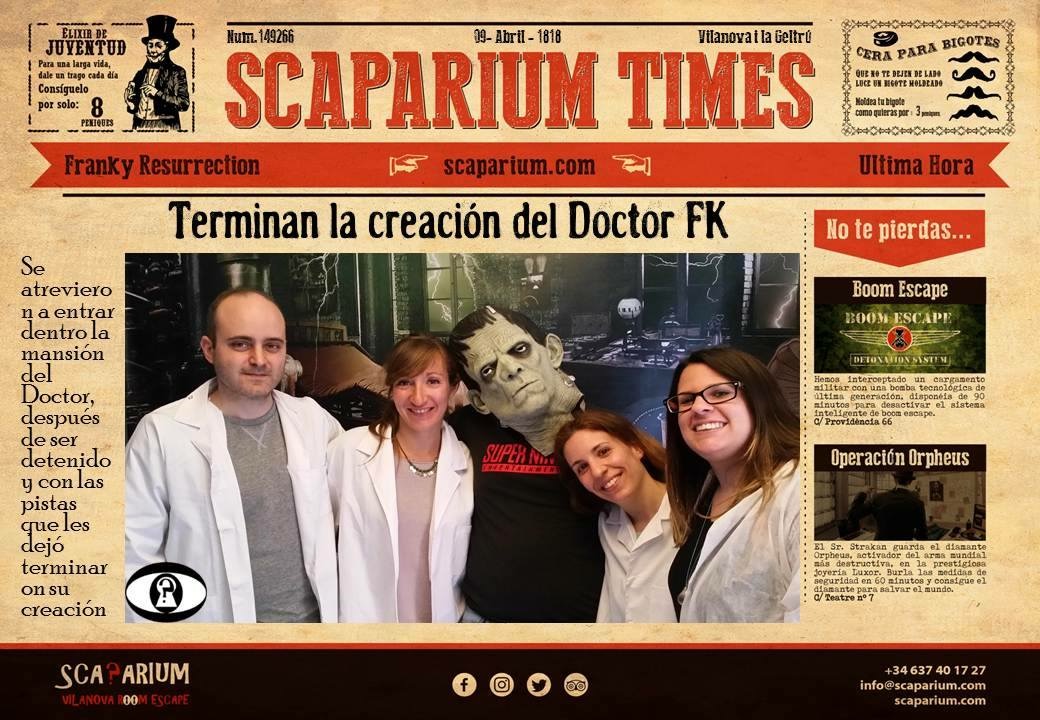 ELIXIR DE
JUVENTUD
Para una larga vida,
dale un trago cada día
Consíguelo
por solo: 8
PENIQUES
Num.149266
09- Abril - 1818
Vilanova i la Geltrú
SCAPARIUM TIMES
CERA PARA BIGOTES
QUE NO TE DEJEN DE LADO
LUCE UN BIGOTE MOLDEADO
Moldea tu bigote
como quieras por: 3 peniques
Franky Resurrection
scaparium.com
Ultima Hora
Terminan la creación del Doctor FK
Se
atreviero
n a entrar
dentro la
mansión
del
Doctor,
después
de ser
detenido
y con las
pistas
que les
dejó
terminar
on su
creación
SUPER
ENTERTAINMENT
No te pierdas...
Boom Escape
BOOM ESCAPE
DETONATION SYSTEM
Hemos interceptado un cargamento
militar con una bomba tecnológica de
última generación, disponéis de 90
minutos para desactivar el sistema
inteligente de boom escape.
C/ Providència 66
Operación Orpheus
El Sr. Strakan guarda el diamante
Orpheus, activador del arma mundial
más destructiva, en la prestigiosa
joyería Luxor. Burla las medidas de
seguridad en 60 minutos y consigue el
diamante para salvar el mundo.
C/ Teatre nº 7
SCAPARIUM
VILANOVA ROOM ESCAPE
+34 637 40 17 27
info@scaparium.com
scaparium.com